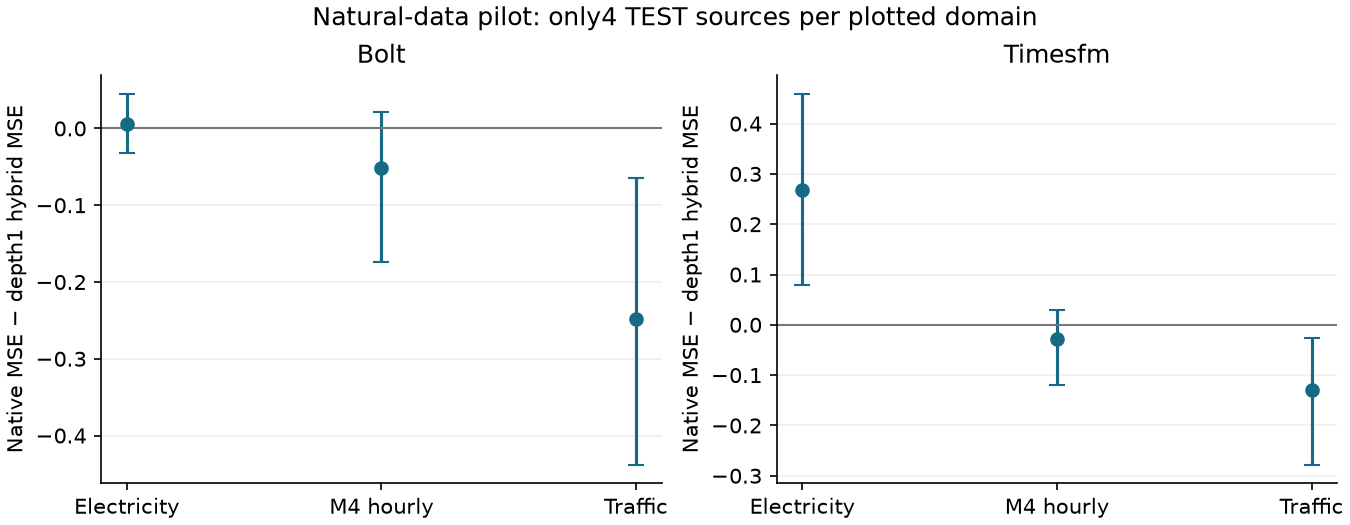 Natural-data pilot: only4 TEST sources per plotted domain
Bolt
Native MSE − depth1 hybrid MSE
0.0
−0.1
−0.2
−0.3
−0.4
Electricity
M4 hourly
Traffic
Timesfm
Native MSE − depth1 hybrid MSE
0.4
0.3
0.2
0.1
0.0
−0.1
−0.2
−0.3
Electricity
M4 hourly
Traffic